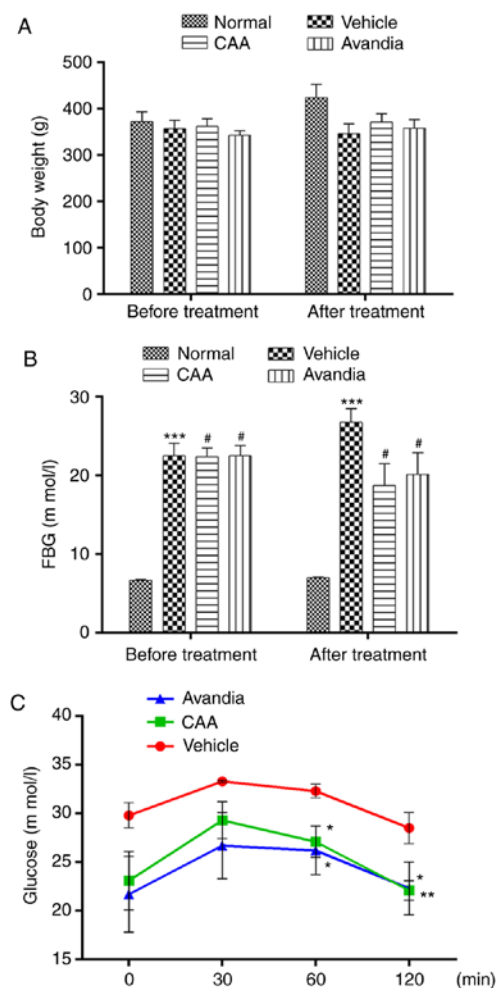 A
Normal Vehicle
CAA Avandia
500
400
300
200
100
0
Body weight (g)
Before treatment After treatment
B
Normal Vehicle
CAA Avandia
30
20
10
0
FBG (m mol/l)
*** # #
*** # #
Before treatment After treatment
C
Avandia
CAA
Vehicle
40
35
30
25
20
15
Glucose (m mol/l)
*
*
*
**
0 30 60 120 (min)